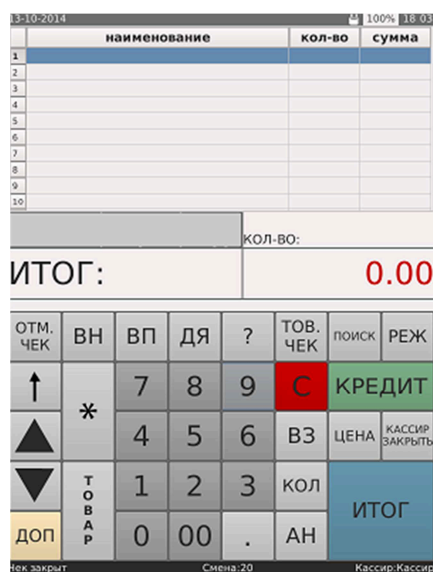 13-10-2014 100% 18 03
наименование кол-во сумма
1
2
3
4
5
6
7
8
9
10
КОЛ-ВО:
ИТОГ: 0.00
ОТМ. ЧЕК ВН ВП ДЯ ? ТОВ. ЧЕК ПОИСК РЕЖ
7 8 9 С КРЕДИТ
*
4 5 6 ВЗ ЦЕНА КАССИР ЗАКРЫТЬ
ТОВАР 1 2 3 КОЛ ИТОГ
ДОП 0 00 . АН
Чек закрыт Смена:20 Кассир:Кассир